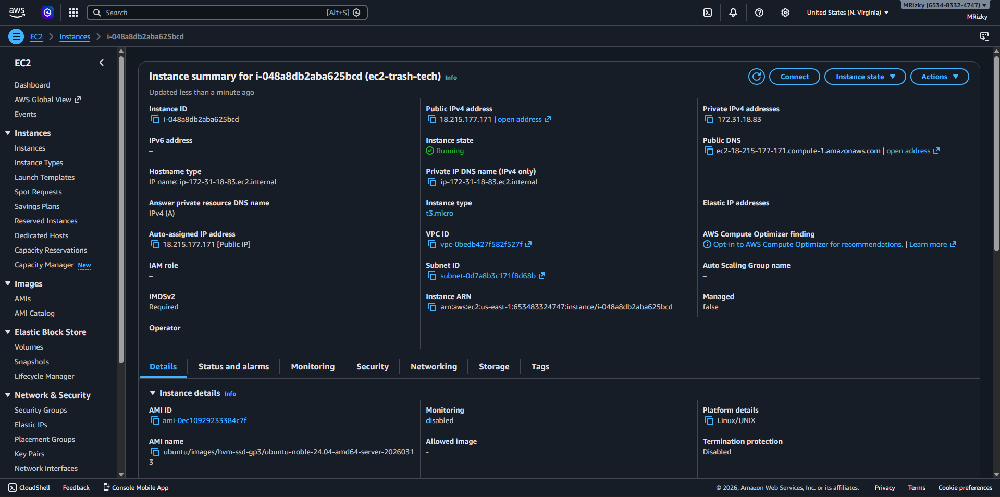 aws
Search
[Alt+S]
United States (N. Virginia)
MRizky (6534-8332-4747)
MRizky
EC2
Instances
i-048a8db2aba625bcd
EC2
Dashboard
AWS Global View
Events
Instances
Instances
Instance Types
Launch Templates
Spot Requests
Savings Plans
Reserved Instances
Dedicated Hosts
Capacity Reservations
Capacity Manager New
Images
AMIs
AMI Catalog
Elastic Block Store
Volumes
Snapshots
Lifecycle Manager
Network & Security
Security Groups
Elastic IPs
Placement Groups
Key Pairs
Network Interfaces
Instance summary for i-048a8db2aba625bcd (ec2-trash-tech) Info
Updated less than a minute ago
Connect
Instance state
Actions
Instance ID
i-048a8db2aba625bcd
Public IPv4 address
18.215.177.171 | open address
Private IPv4 addresses
172.31.18.83
IPv6 address
–
Instance state
Running
Public DNS
ec2-18-215-177-171.compute-1.amazonaws.com | open address
Hostname type
IP name: ip-172-31-18-83.ec2.internal
Private IP DNS name (IPv4 only)
ip-172-31-18-83.ec2.internal
Answer private resource DNS name
IPv4 (A)
Instance type
t3.micro
Elastic IP addresses
–
Auto-assigned IP address
18.215.177.171 [Public IP]
VPC ID
vpc-0bedb427f582f527f
AWS Compute Optimizer finding
Opt-in to AWS Compute Optimizer for recommendations. | Learn more
IAM role
–
Subnet ID
subnet-0d7a8b3c171f8d68b
Auto Scaling Group name
–
IMDSv2
Required
Instance ARN
arn:aws:ec2:us-east-1:653483324747:instance/i-048a8db2aba625bcd
Managed
false
Operator
–
Details
Status and alarms
Monitoring
Security
Networking
Storage
Tags
Instance details Info
AMI ID
ami-0ec10929233384c7f
Monitoring
disabled
Platform details
Linux/UNIX
AMI name
ubuntu/images/hvm-ssd-gp3/ubuntu-noble-24.04-amd64-server-2026031
3
Allowed image
-
Termination protection
Disabled
CloudShell
Feedback
Console Mobile App
© 2026, Amazon Web Services, Inc. or its affiliates.
Privacy
Terms
Cookie preferences